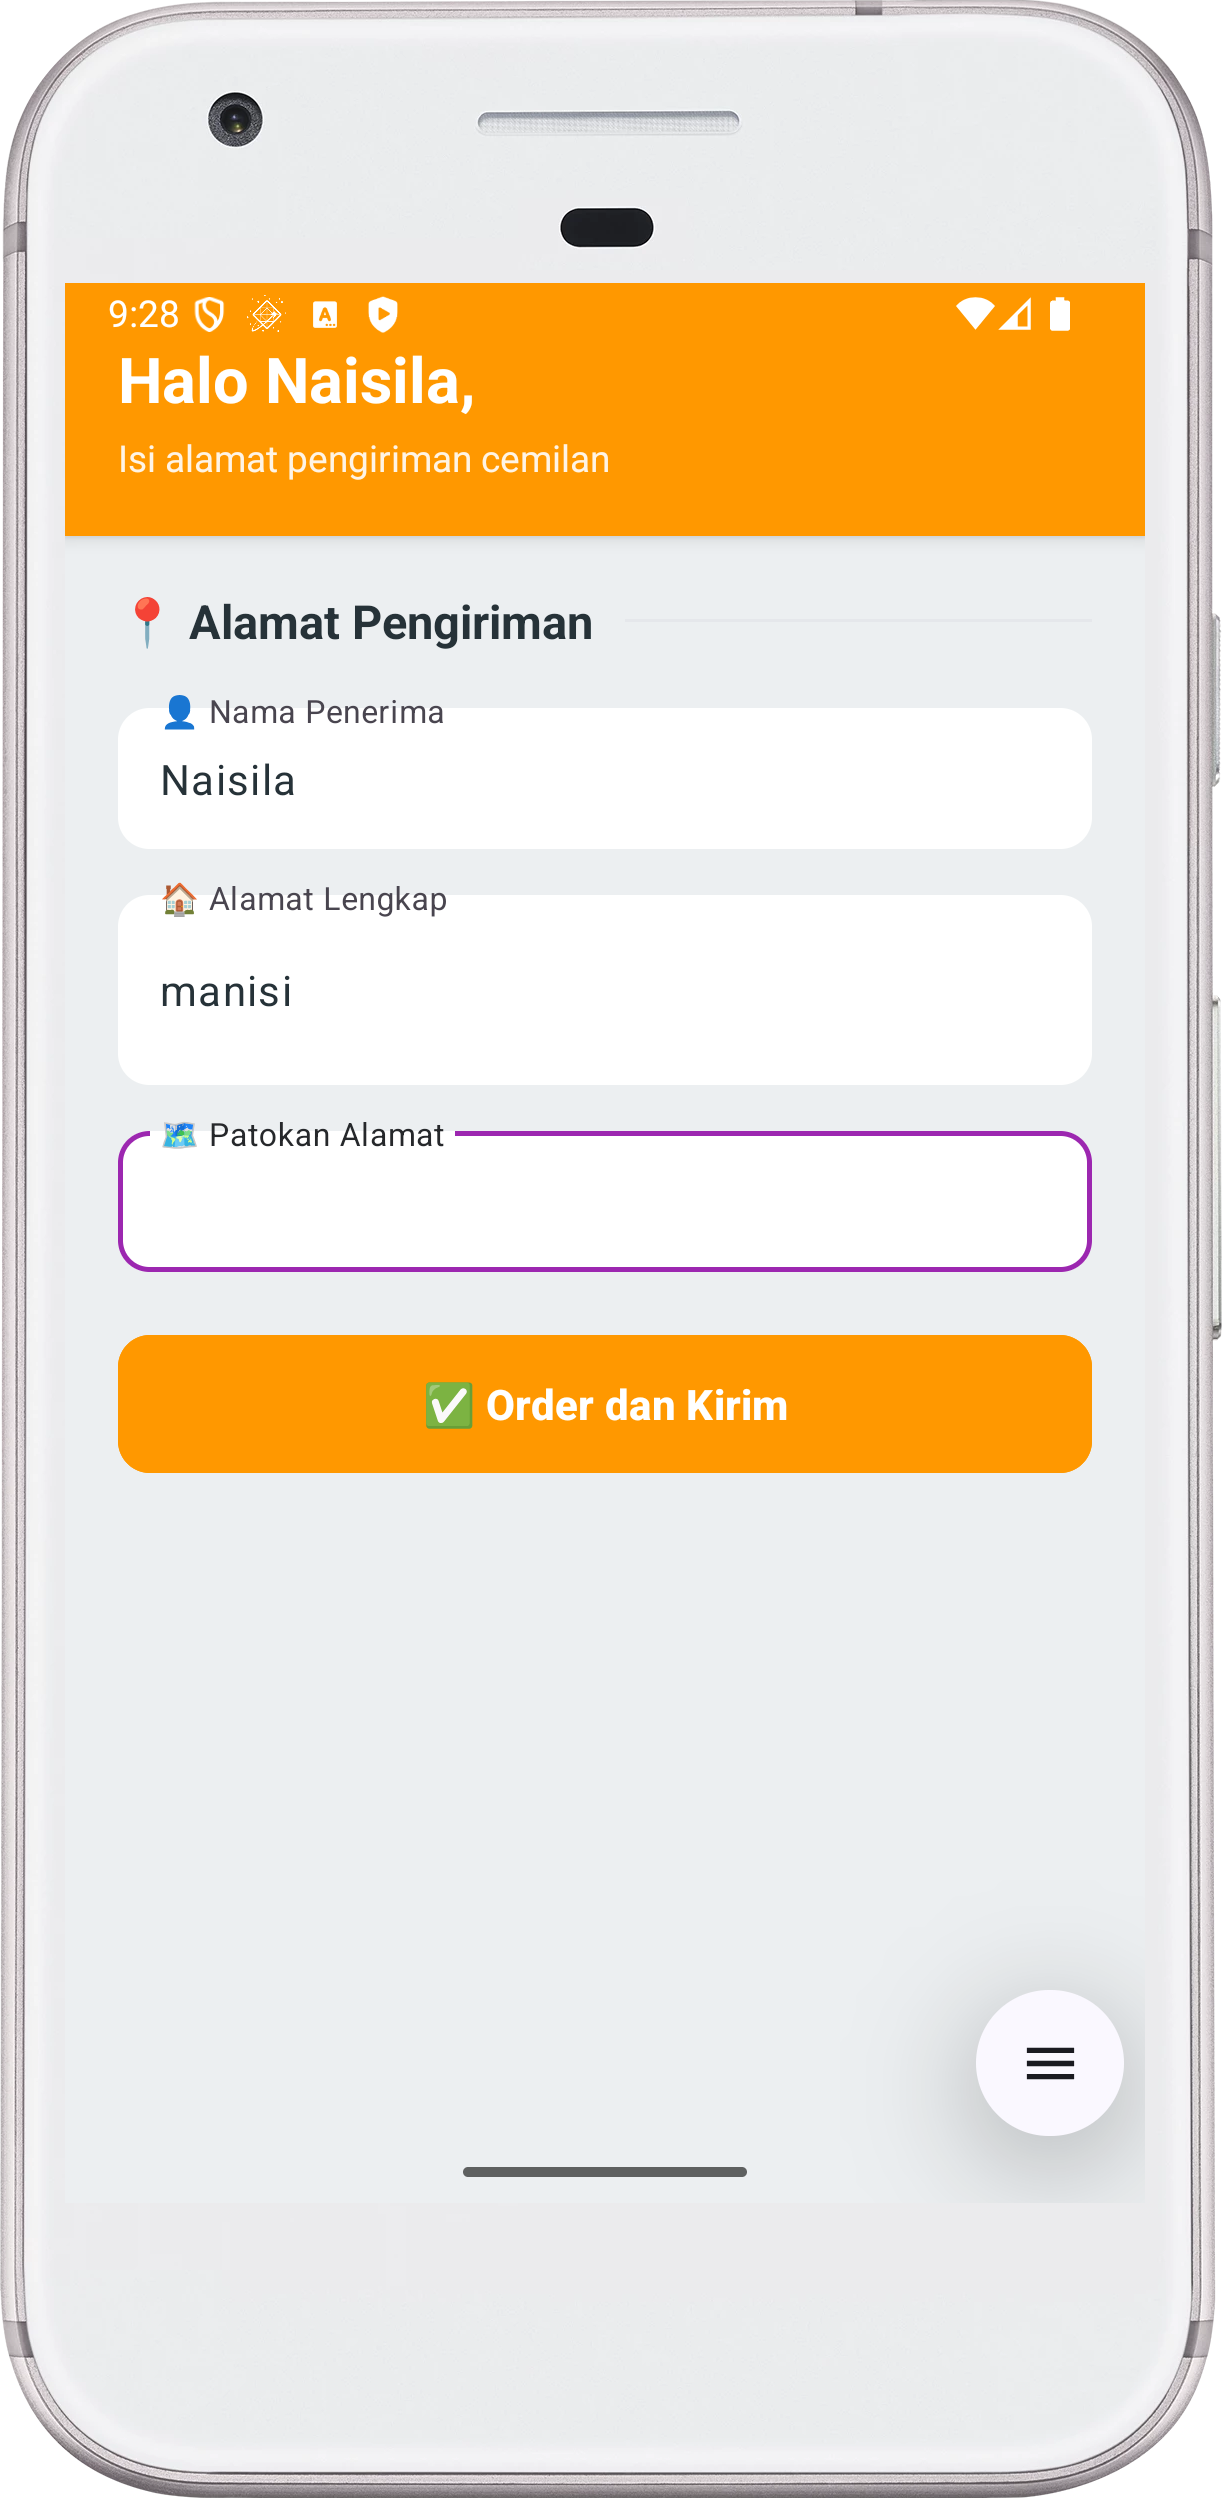 9:28
Halo Naisila,
Isi alamat pengiriman cemilan
📍 Alamat Pengiriman
👤 Nama Penerima
Naisila
🏠 Alamat Lengkap
manisi
🗺️ Patokan Alamat
✅ Order dan Kirim